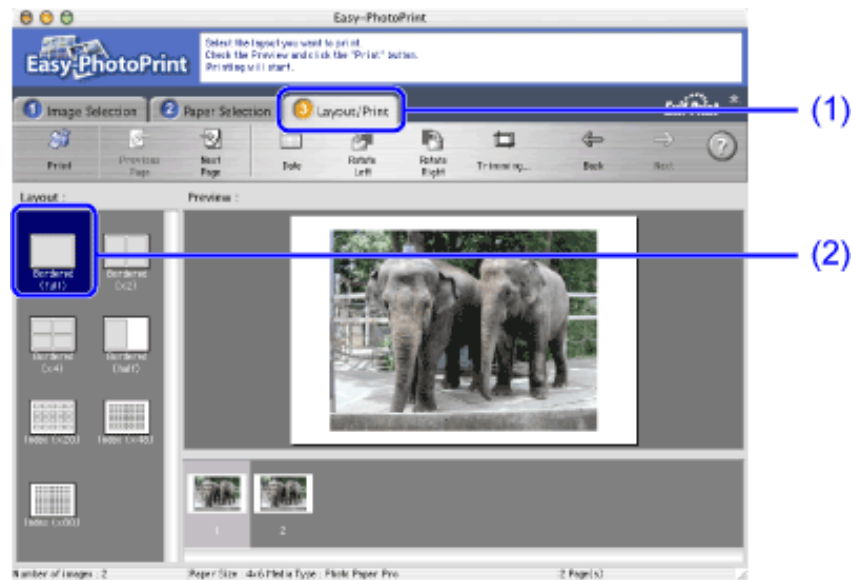 Easy-PhotoPrint
Easy-PhotoPrint
Select the layout you want to print.
Check the Preview and click the "Print" button.
Printing will start.
1 Image Selection
2 Paper Selection
3 Layout/Print
(1)
Print
Previous Page
Next Page
Date
Rotate Left
Rotate Right
Trimming...
Back
Next
?
Layout :
Preview :
Bordered (full)
Bordered (x2)
(2)
Bordered (x4)
Bordered (half)
Index (x20)
Index (x48)
Index (x80)
1
2
Number of images : 2
Paper Size : 4x6 Media Type : Photo Paper Pro
2 Page(s)